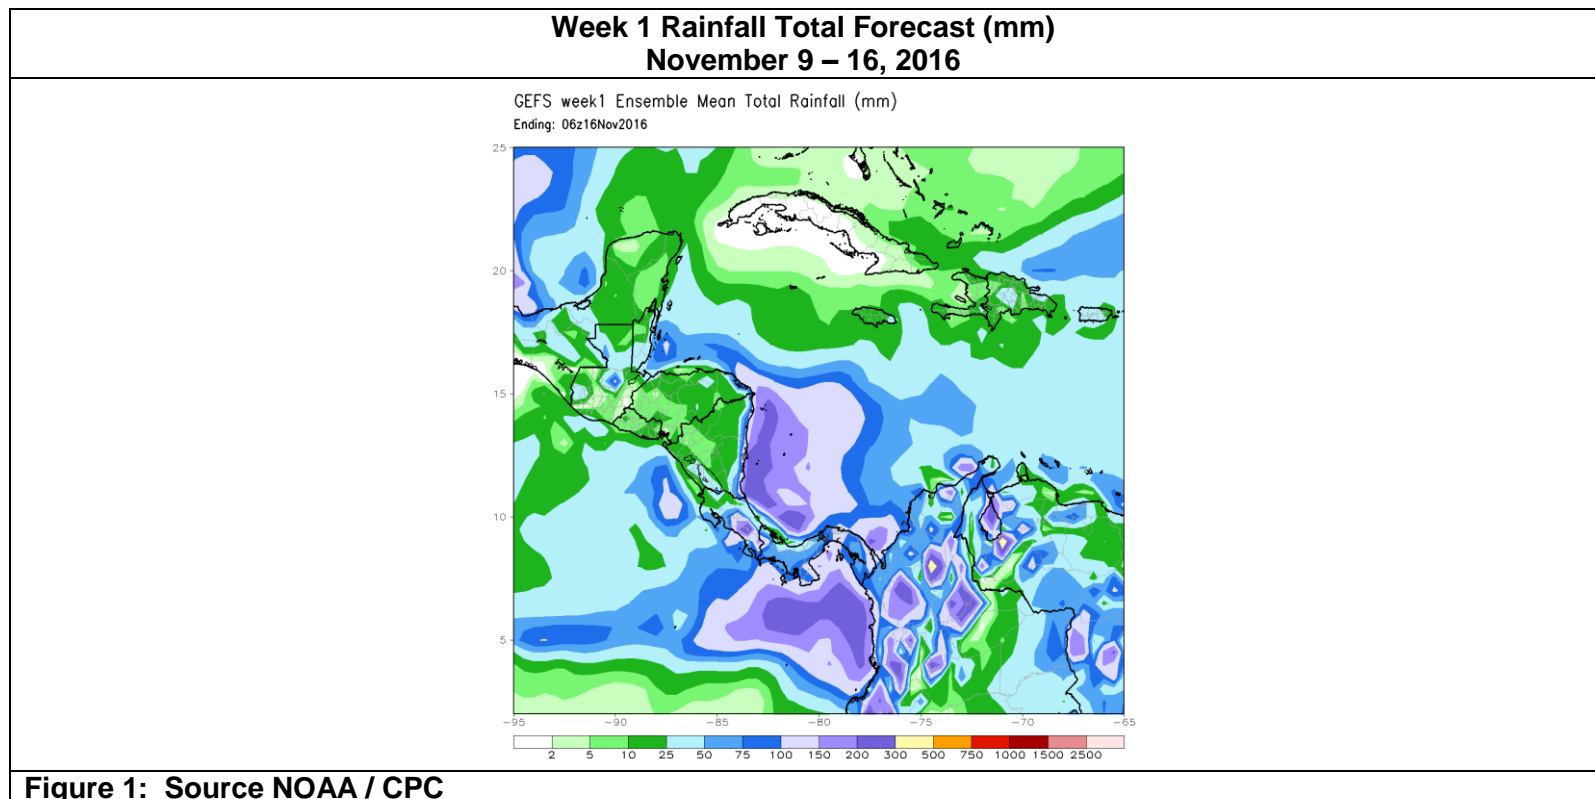 Week 1 Rainfall Total Forecast (mm)
November 9 – 16, 2016
GEFS week1 Ensemble Mean Total Rainfall (mm)
Ending: 06z16Nov2016
25
20
15
10
5
−95 −90 −85 −80 −75 −70 −65
2 5 10 25 50 75 100 150 200 300 500 750 1000 1500 2500
Figure 1: Source NOAA / CPC